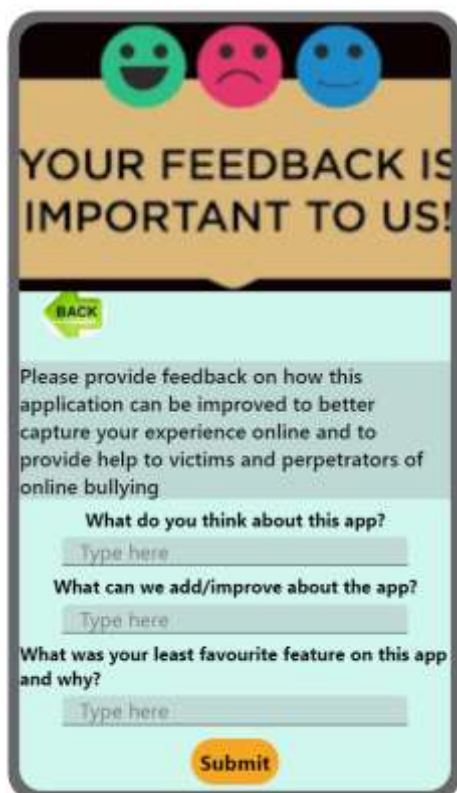 YOUR FEEDBACK IS
IMPORTANT TO US!
BACK
Please provide feedback on how this
application can be improved to better
capture your experience online and to
provide help to victims and perpetrators of
online bullying
What do you think about this app?
Type here
What can we add/improve about the app?
Type here
What was your least favourite feature on this app
and why?
Type here
Submit